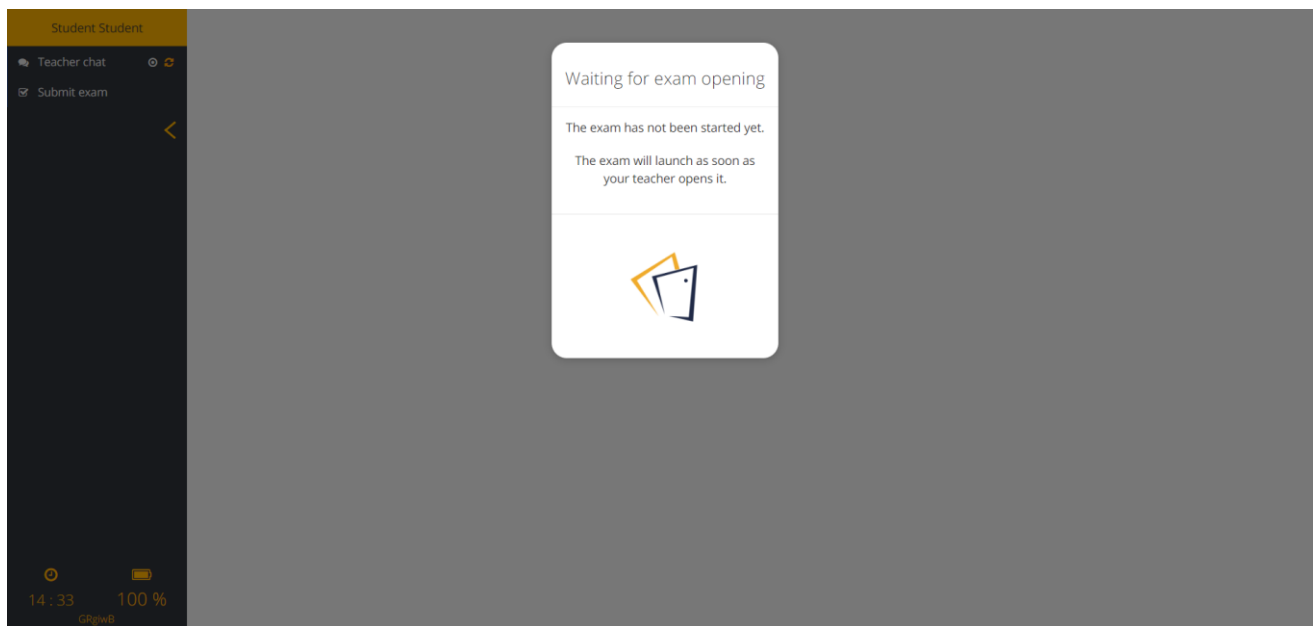 Student Student
Teacher chat
Submit exam
Waiting for exam opening
The exam has not been started yet.
The exam will launch as soon as
your teacher opens it.
14 : 33
100 %
GRgiwB